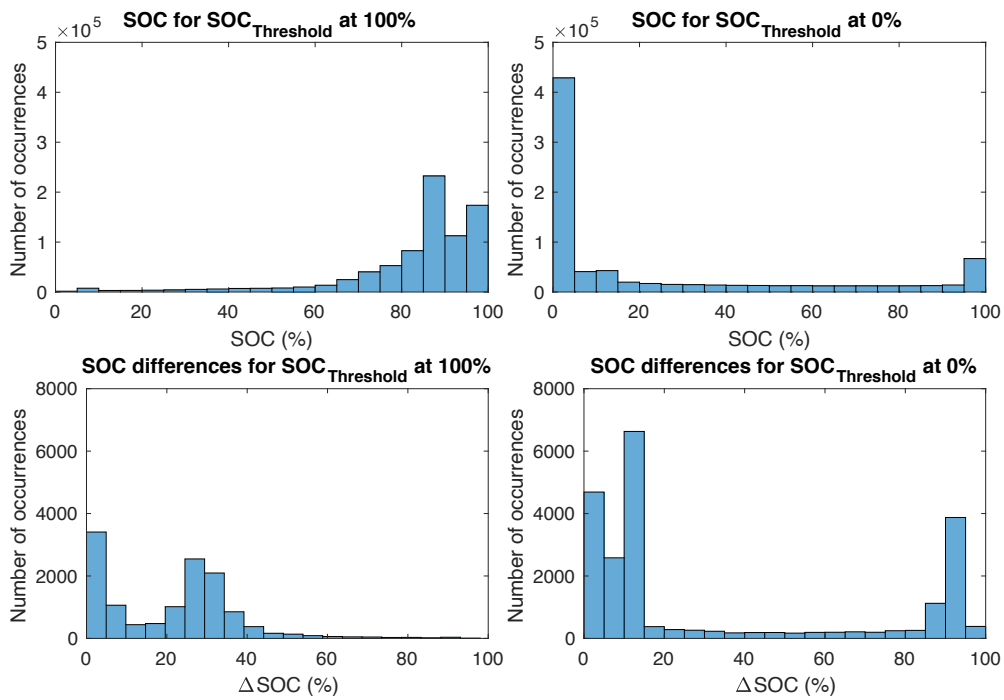 SOC for SOC_Threshold at 100%
×10^5
5
4
3
2
1
0
Number of occurrences
0 20 40 60 80 100
SOC (%)
SOC for SOC_Threshold at 0%
×10^5
5
4
3
2
1
0
Number of occurrences
0 20 40 60 80 100
SOC (%)
SOC differences for SOC_Threshold at 100%
8000
6000
4000
2000
0
Number of occurrences
0 20 40 60 80 100
ΔSOC (%)
SOC differences for SOC_Threshold at 0%
8000
6000
4000
2000
0
Number of occurrences
0 20 40 60 80 100
ΔSOC (%)